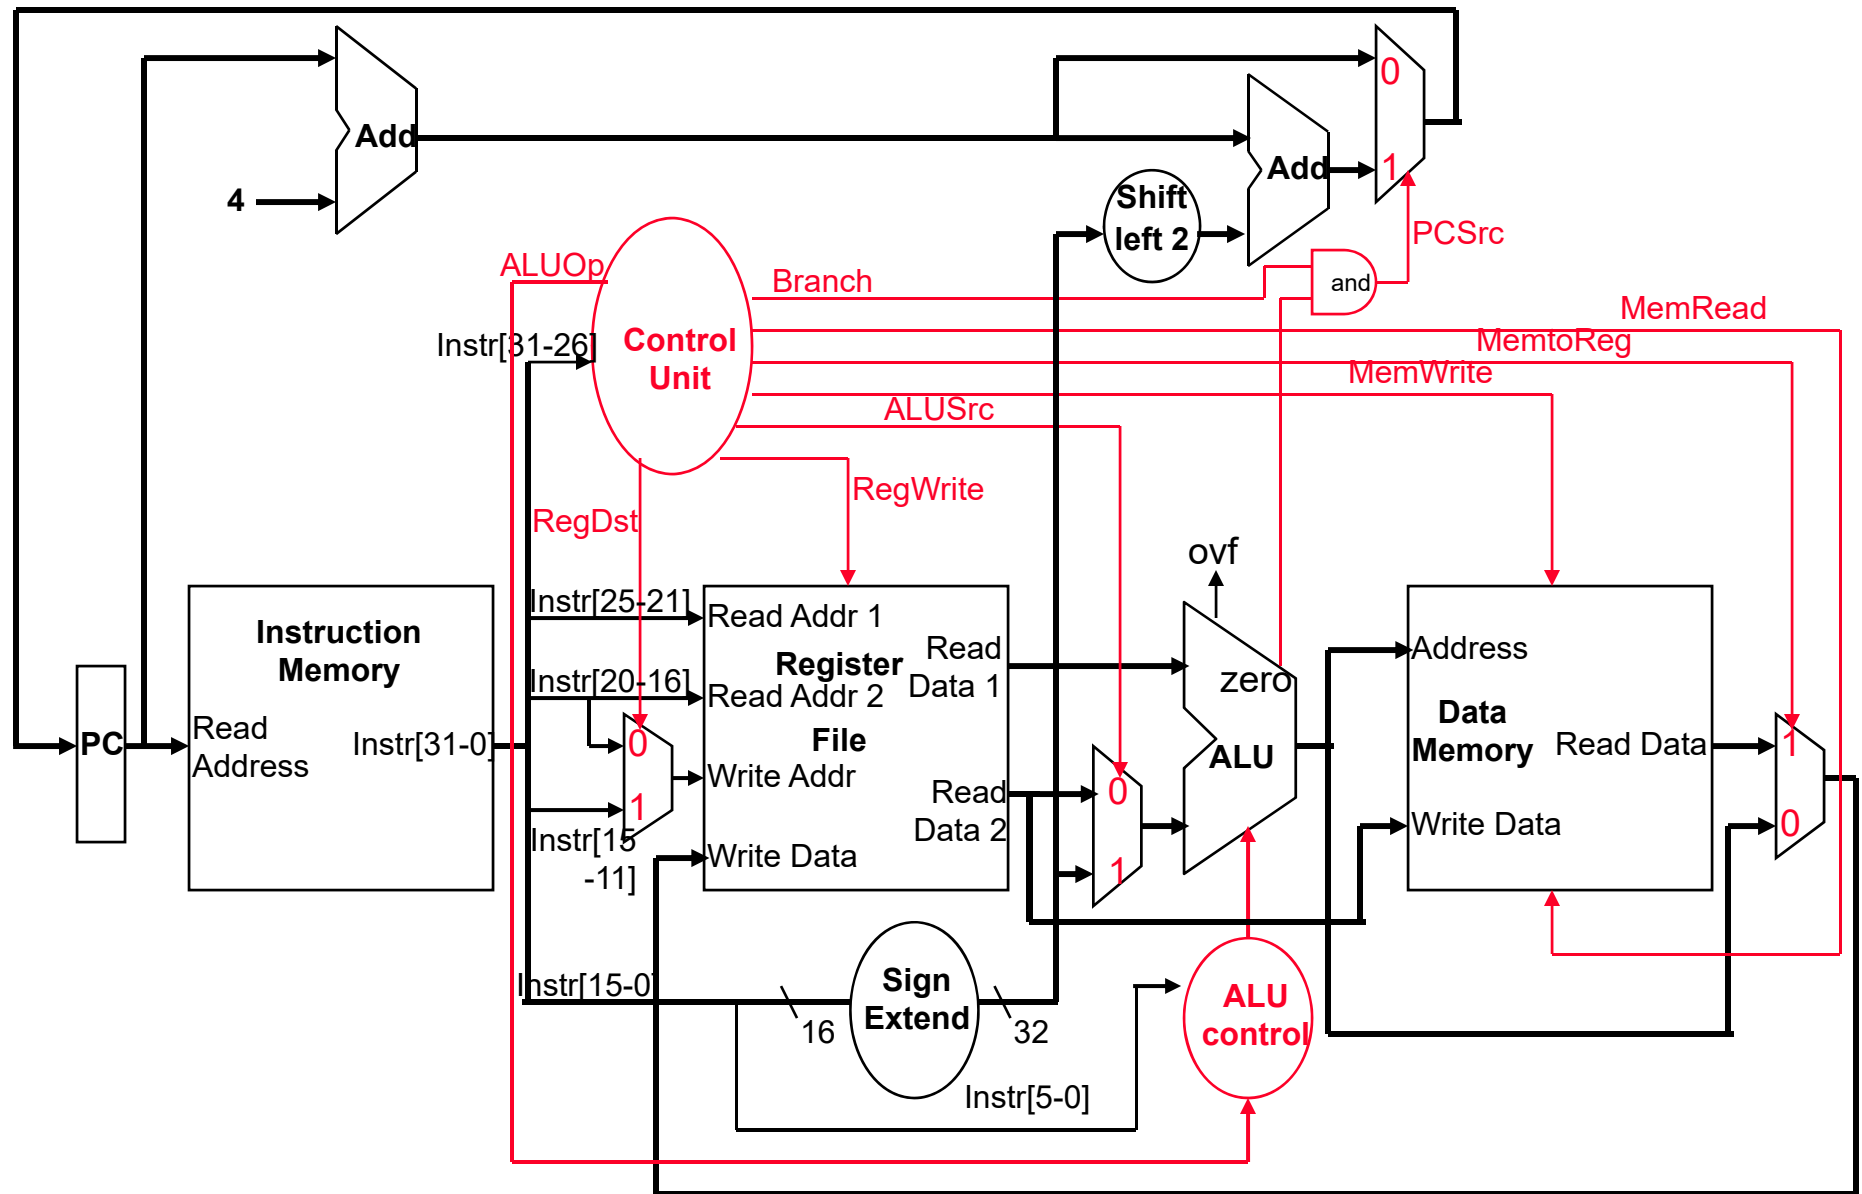 0
Add
Add
1
Shift
left 2
4
PCSrc
ALUOp
Branch
and
MemRead
Instr[31-26]
Control
Unit
MemtoReg
MemWrite
ALUSrc
RegWrite
RegDst
ovf
Instr[25-21]
Read Addr 1
Instruction
Memory
Register
File
Read
Data 1
Address
Instr[20-16]
Read Addr 2
zero
Data
Memory
PC
Read
Address
Instr[31-0]
0
Write Addr
ALU
Read Data
1
1
Read
Data 2
0
Write Data
0
Instr[15
-11]
Write Data
1
Instr[15-0]
Sign
Extend
16
32
ALU
control
Instr[5-0]